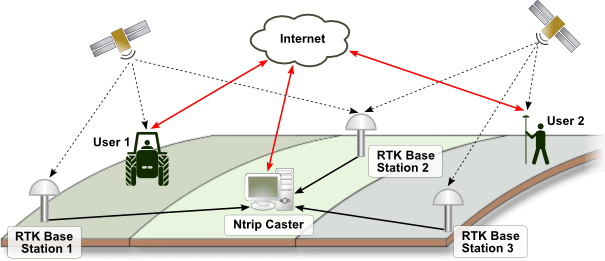 Internet
User 1
User 2
RTK Base
Station 2
Ntrip Caster
RTK Base
Station 1
RTK Base
Station 3